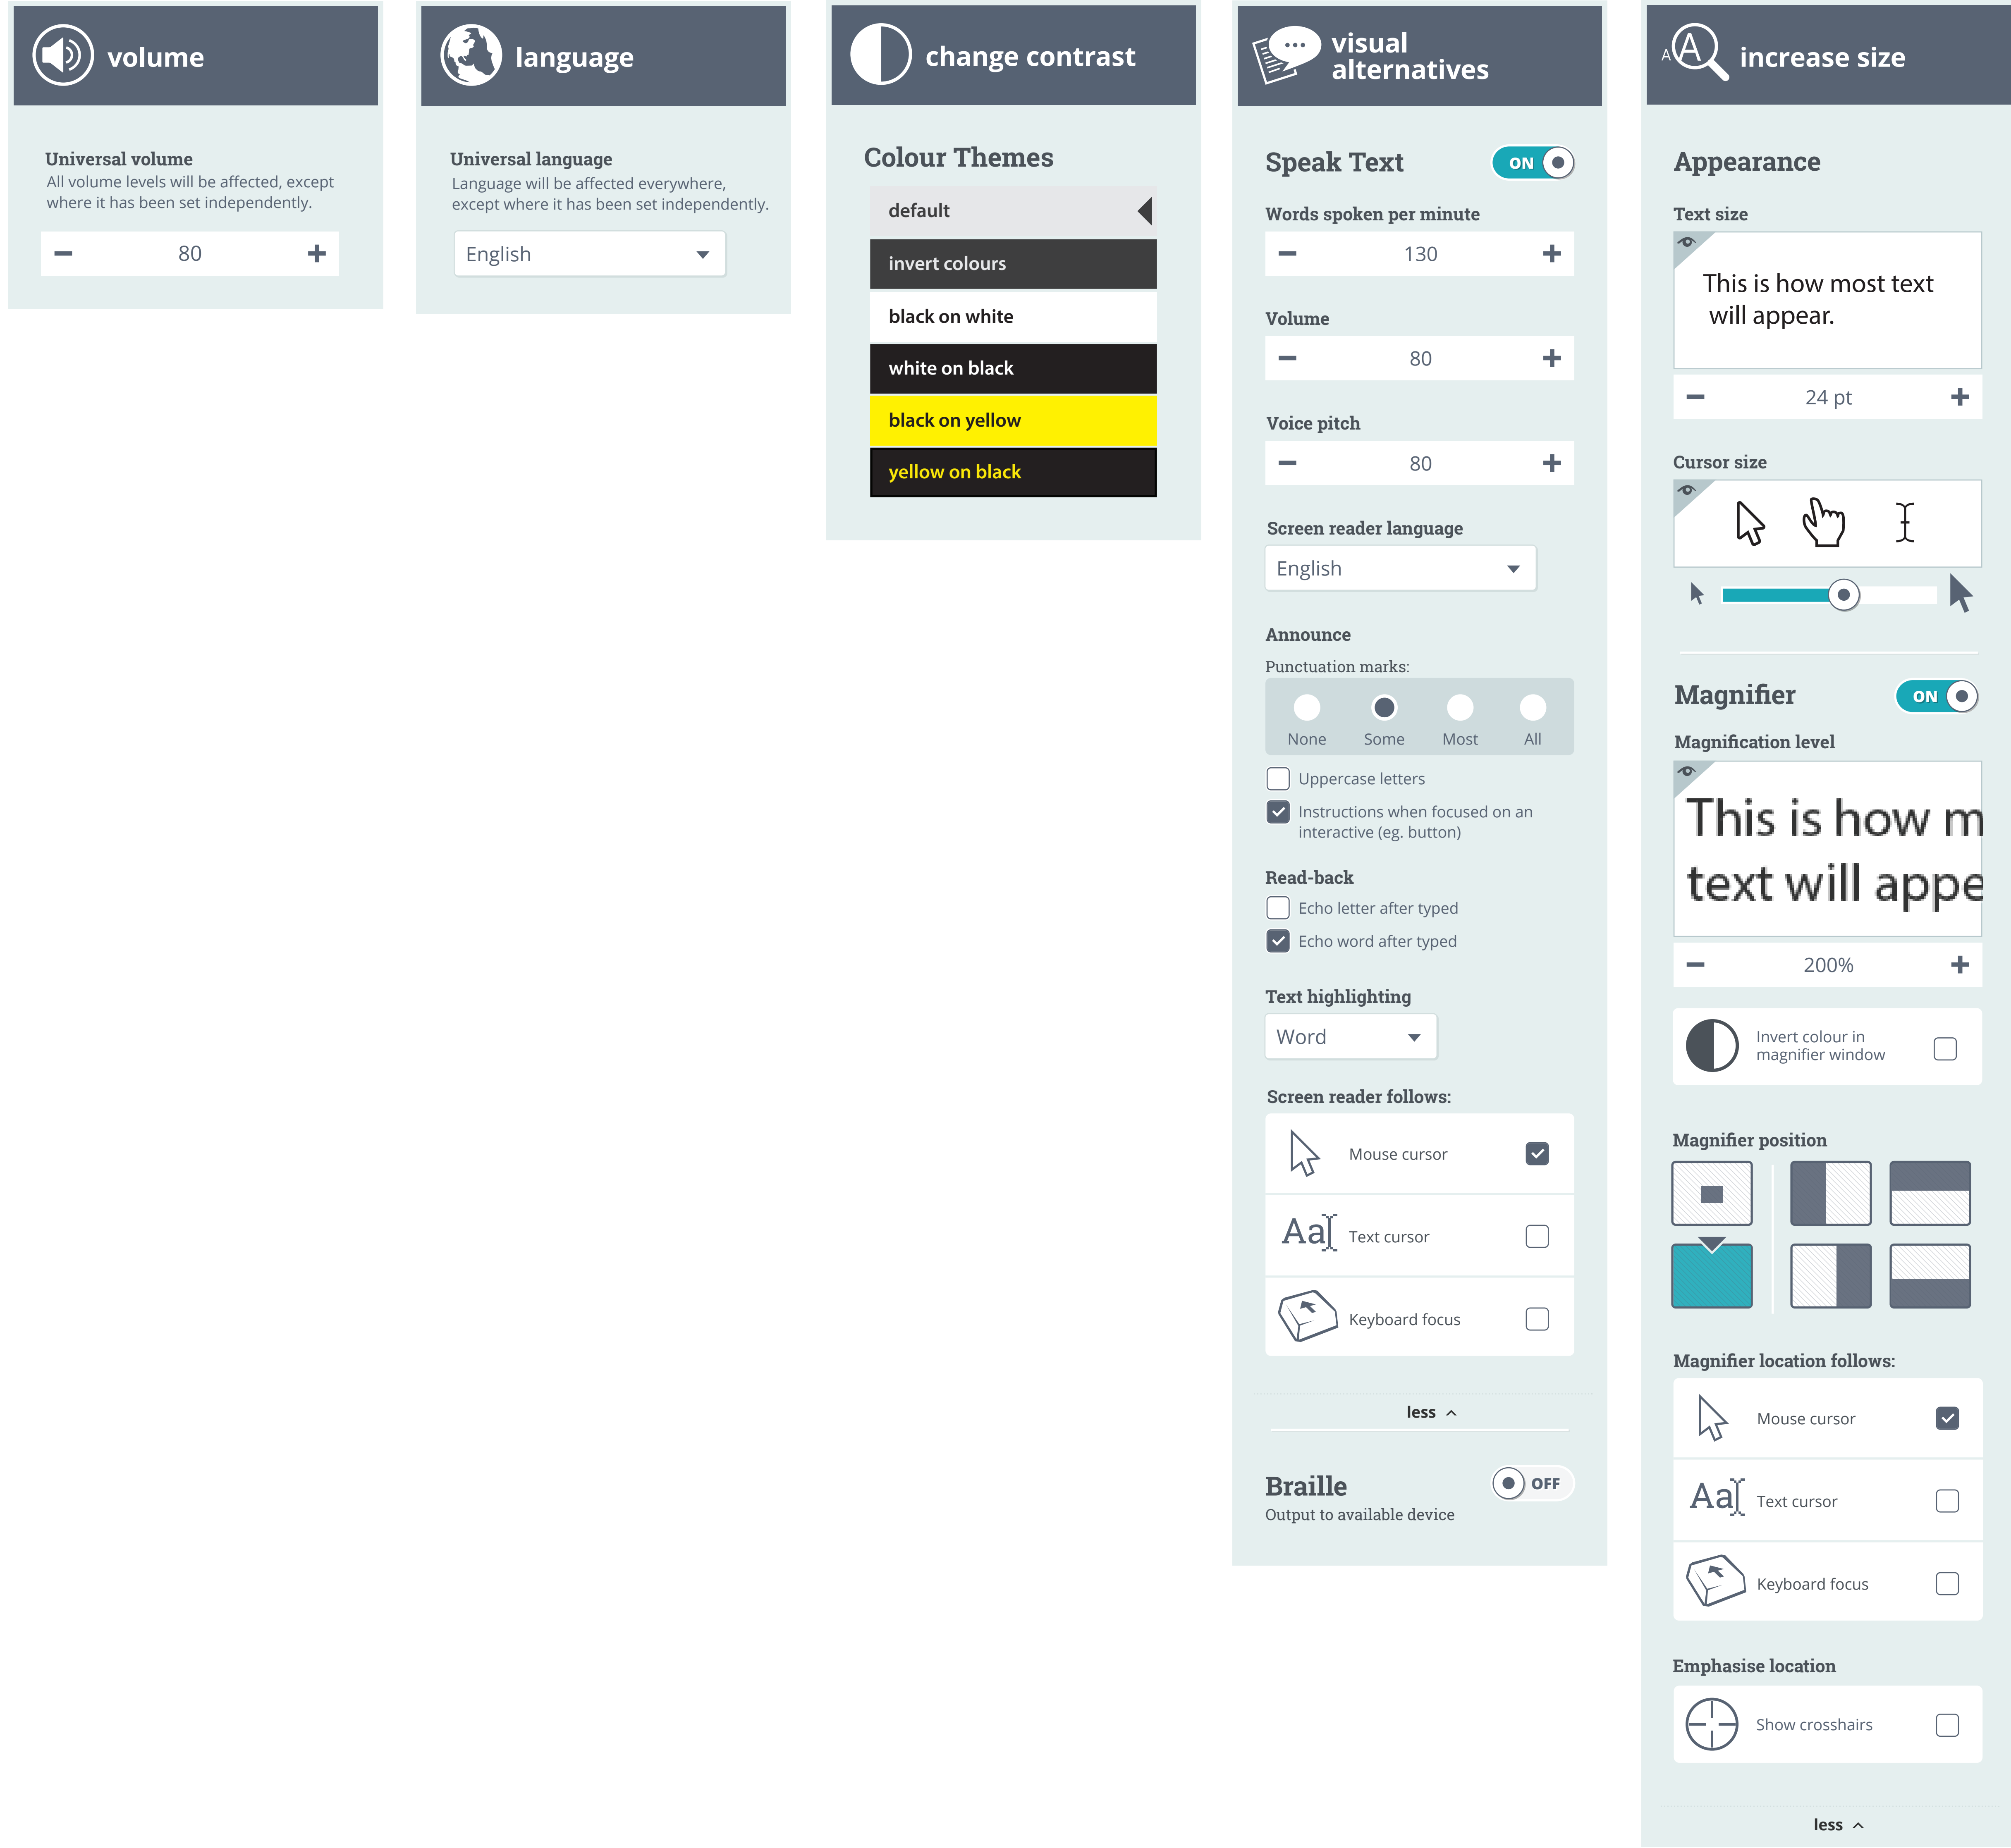 volume
Universal volume
All volume levels will be affected, except
where it has been set independently.
80
language
Universal language
Language will be affected everywhere,
except where it has been set independently.
English
change contrast
Colour Themes
default
invert colours
black on white
white on black
black on yellow
yellow on black
visual
alternatives
Speak Text
ON
Words spoken per minute
130
Volume
80
Voice pitch
80
Screen reader language
English
Announce
Punctuation marks:
None Some Most All
Uppercase letters
Instructions when focused on an
interactive (eg. button)
Read-back
Echo letter after typed
Echo word after typed
Text highlighting
Word
Screen reader follows:
Mouse cursor
Aa Text cursor
Keyboard focus
less
Braille
OFF
Output to available device
A A increase size
Appearance
Text size
This is how most text
will appear.
24 pt
Cursor size
Magnifier
ON
Magnification level
This is how m
text will appe
200%
Invert colour in
magnifier window
Magnifier position
Magnifier location follows:
Mouse cursor
Aa Text cursor
Keyboard focus
Emphasise location
Show crosshairs
less